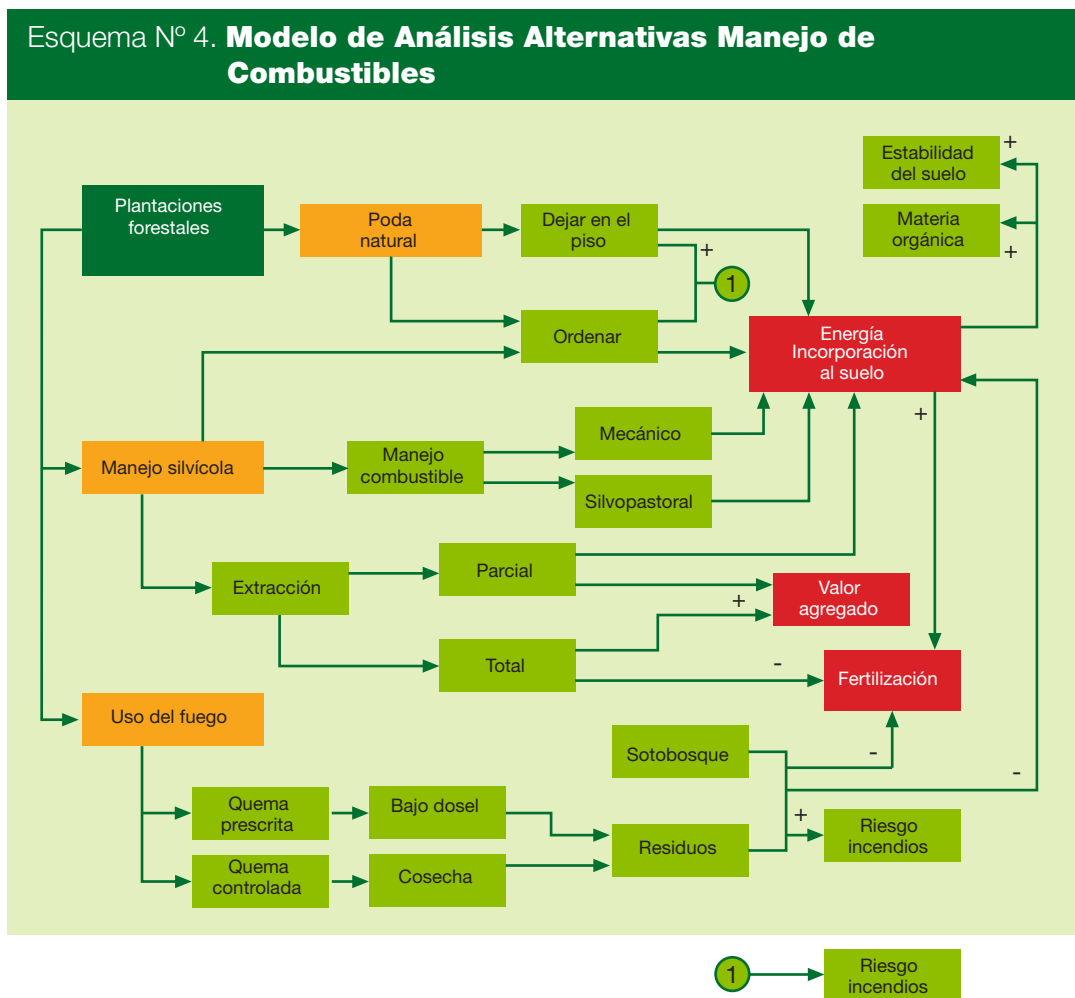 Esquema Nº 4. Modelo de Análisis Alternativas Manejo de
Combustibles
Estabilidad
del suelo
+
Plantaciones
forestales
Poda
natural
Dejar en el
piso
Materia
orgánica
+
+
1
Ordenar
Energía
Incorporación
al suelo
+
Manejo silvícola
Manejo
combustible
Mecánico
Silvopastoral
Extracción
Parcial
Valor
agregado
+
Total
-
Fertilización
Uso del fuego
Sotobosque
-
-
Quema
prescrita
Bajo dosel
+
Residuos
Riesgo
incendios
Quema
controlada
Cosecha
1
Riesgo
incendios